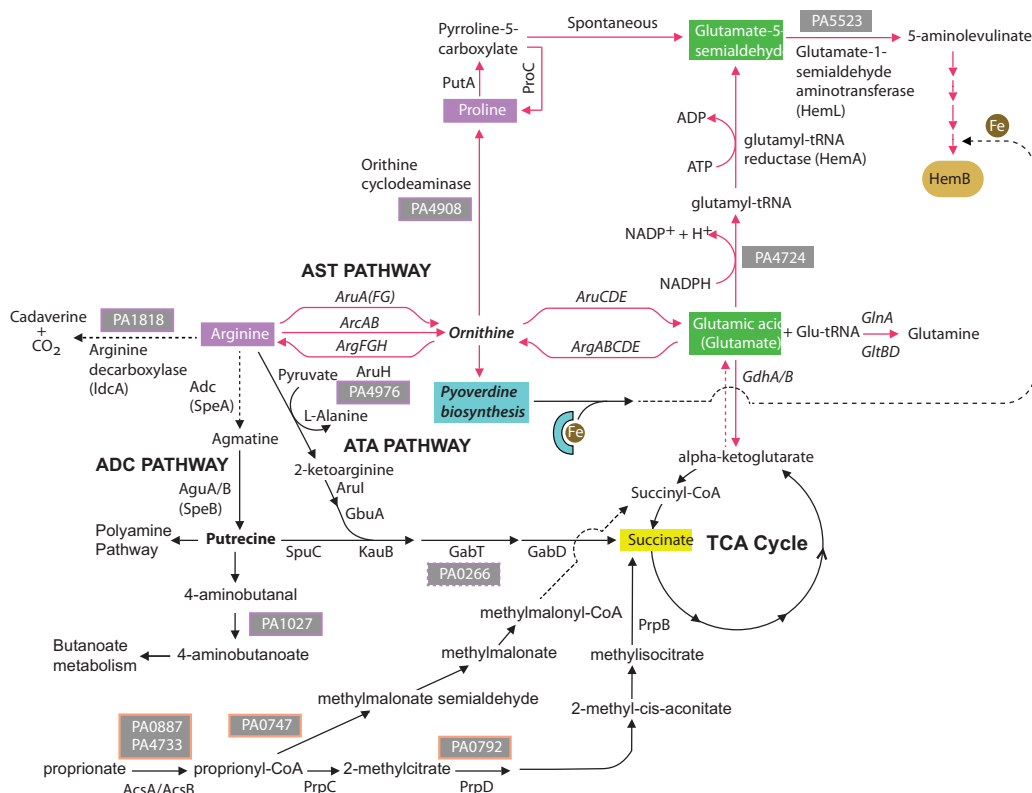 Pyrroline-5-
carboxylate
Spontaneous
Glutamate-5-
semialdehyde
PA5523
5-aminolevulinate
Glutamate-1-
semialdehyde
aminotransferase
(HemL)
PutA
ProC
Proline
Fe
HemB
ADP
ATP
glutamyl-tRNA
reductase (HemA)
Orithine
cyclodeaminase
PA4908
glutamyl-tRNA
NADP+ + H+
NADPH
PA4724
AST PATHWAY
AruA(FG)
ArcAB
ArgFGH
Cadaverine
+
CO2
PA1818
Arginine
decarboxylase
(ldcA)
Arginine
Ornithine
AruCDE
ArgABCDE
Glutamic acid
(Glutamate)
+ Glu-tRNA
GlnA
GltBD
Glutamine
GdhA/B
Adc
(SpeA)
Pyruvate
AruH
PA4976
L-Alanine
Pyoverdine
biosynthesis
Fe
Agmatine
ADC PATHWAY
ATA PATHWAY
2-ketoarginine
AruI
GbuA
alpha-ketoglutarate
Succinyl-CoA
AguA/B
(SpeB)
Polyamine
Pathway
Putrecine
SpuC
KauB
GabT
GabD
Succinate
TCA Cycle
PA0266
4-aminobutanal
PA1027
Butanoate
metabolism
4-aminobutanoate
methylmalonyl-CoA
PrpB
methylmalonate
methylisocitrate
methylmalonate semialdehyde
2-methyl-cis-aconitate
PA0887
PA4733
PA0747
PA0792
proprionate
AcsA/AcsB
proprionyl-CoA
PrpC
2-methylcitrate
PrpD